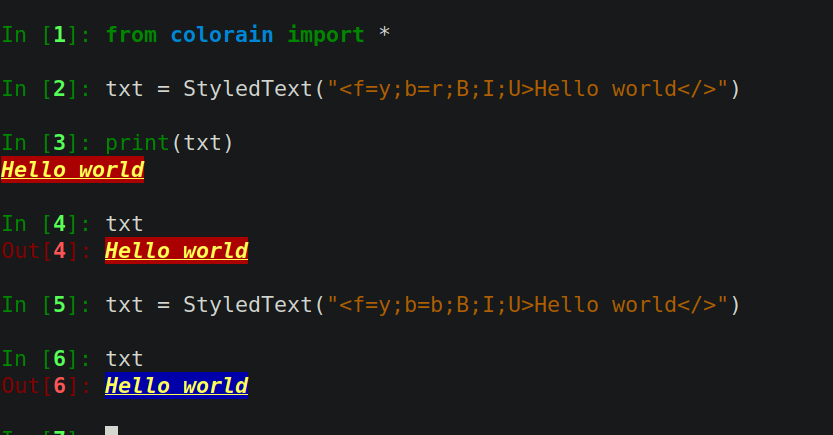 In [1]: from colorain import *
In [2]: txt = StyledText("<f=y;b=r;B;I;U>Hello world</>")
In [3]: print(txt)
Hello world
In [4]: txt
Out[4]: Hello world
In [5]: txt = StyledText("<f=y;b=b;B;I;U>Hello world</>")
In [6]: txt
Out[6]: Hello world
In [7]: